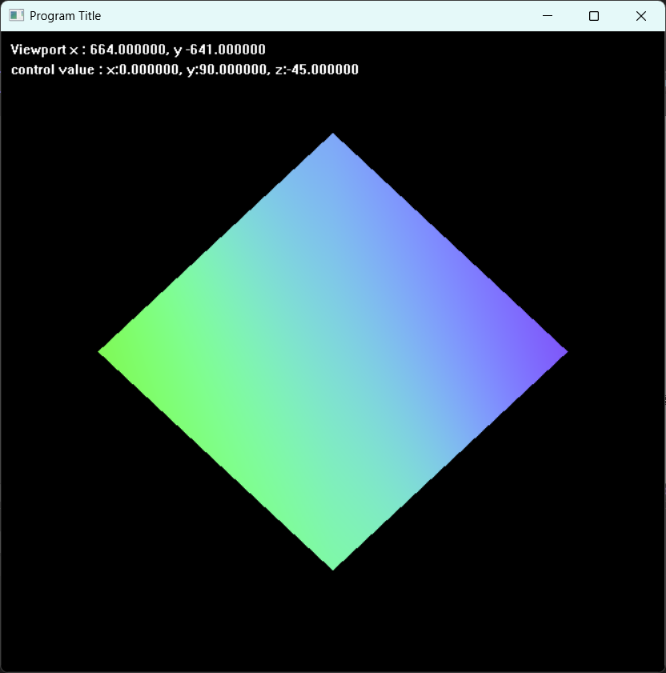 Program Title
Viewport x : 664.000000, y -641.000000
control value : x:0.000000, y:90.000000, z:-45.000000